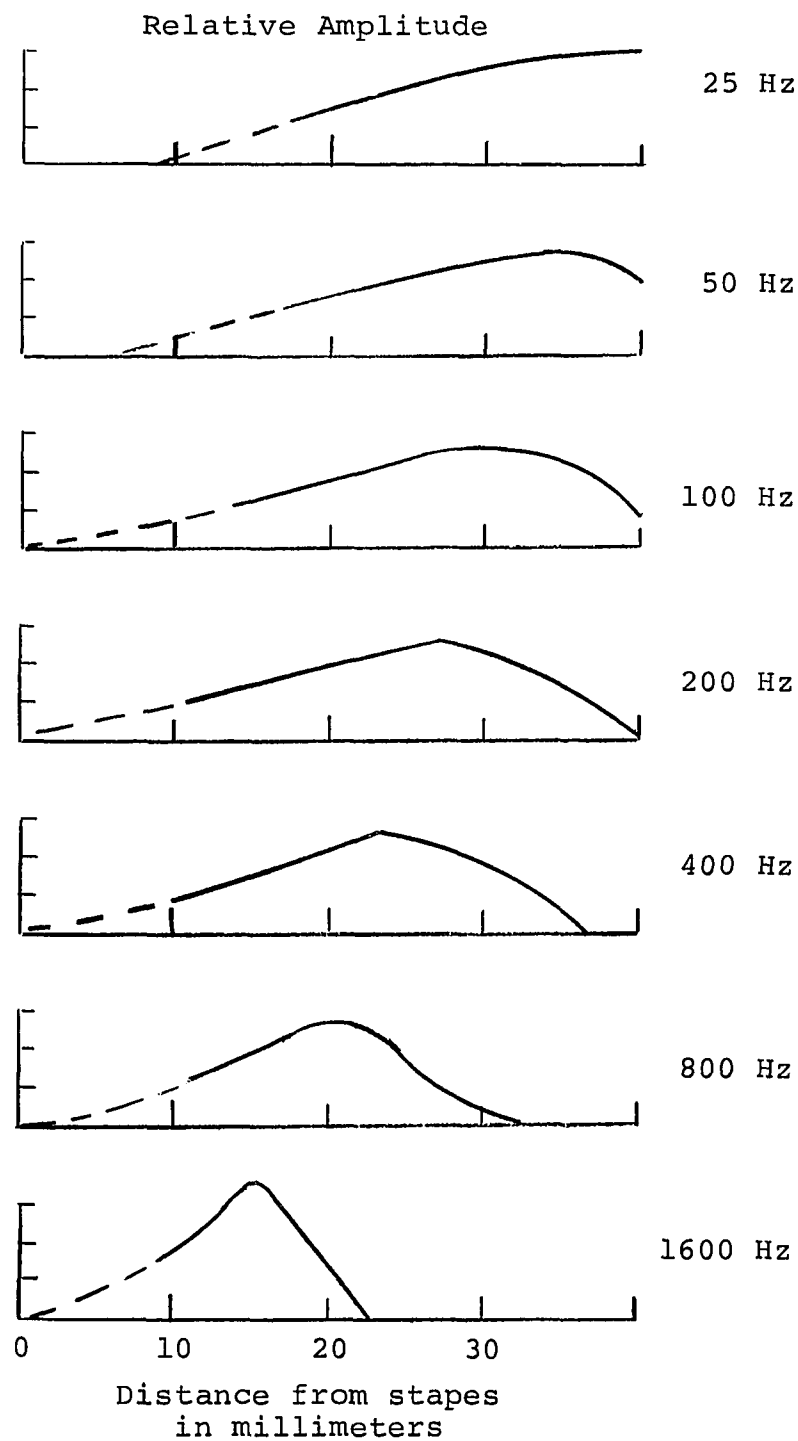 Relative Amplitude
25 Hz
50 Hz
100 Hz
200 Hz
400 Hz
800 Hz
1600 Hz
0 10 20 30
Distance from stapes
in millimeters